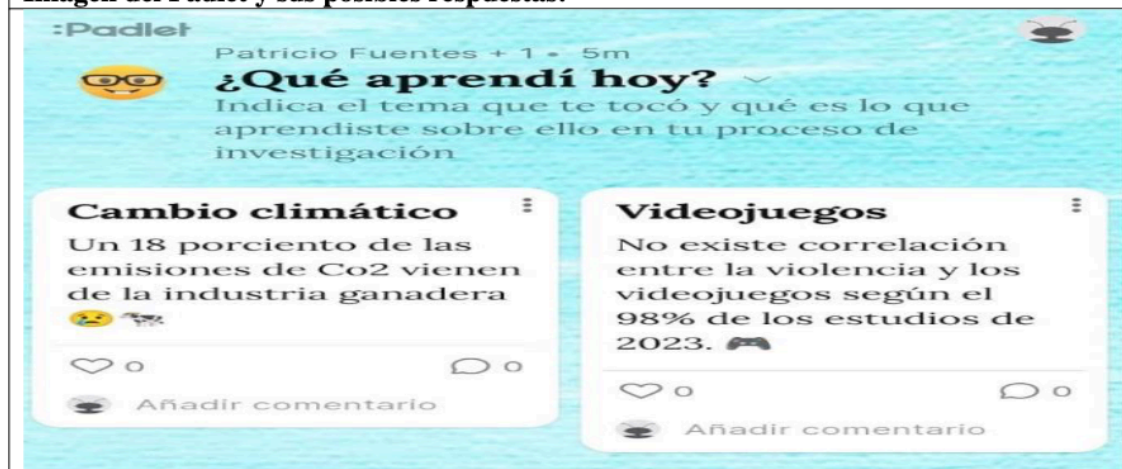 Imagen del Padlet y sus posibles respuestas:
:Padlet
Patricio Fuentes + 1 • 5m
¿Qué aprendí hoy?
Indica el tema que te tocó y qué es lo que
aprendiste sobre ello en tu proceso de
investigación
Cambio climático
Un 18 porciento de las
emisiones de Co2 vienen
de la industria ganadera
😢🐄
0 0
Añadir comentario
Videojuegos
No existe correlación
entre la violencia y los
videojuegos según el
98% de los estudios de
2023. 🎮
0 0
Añadir comentario